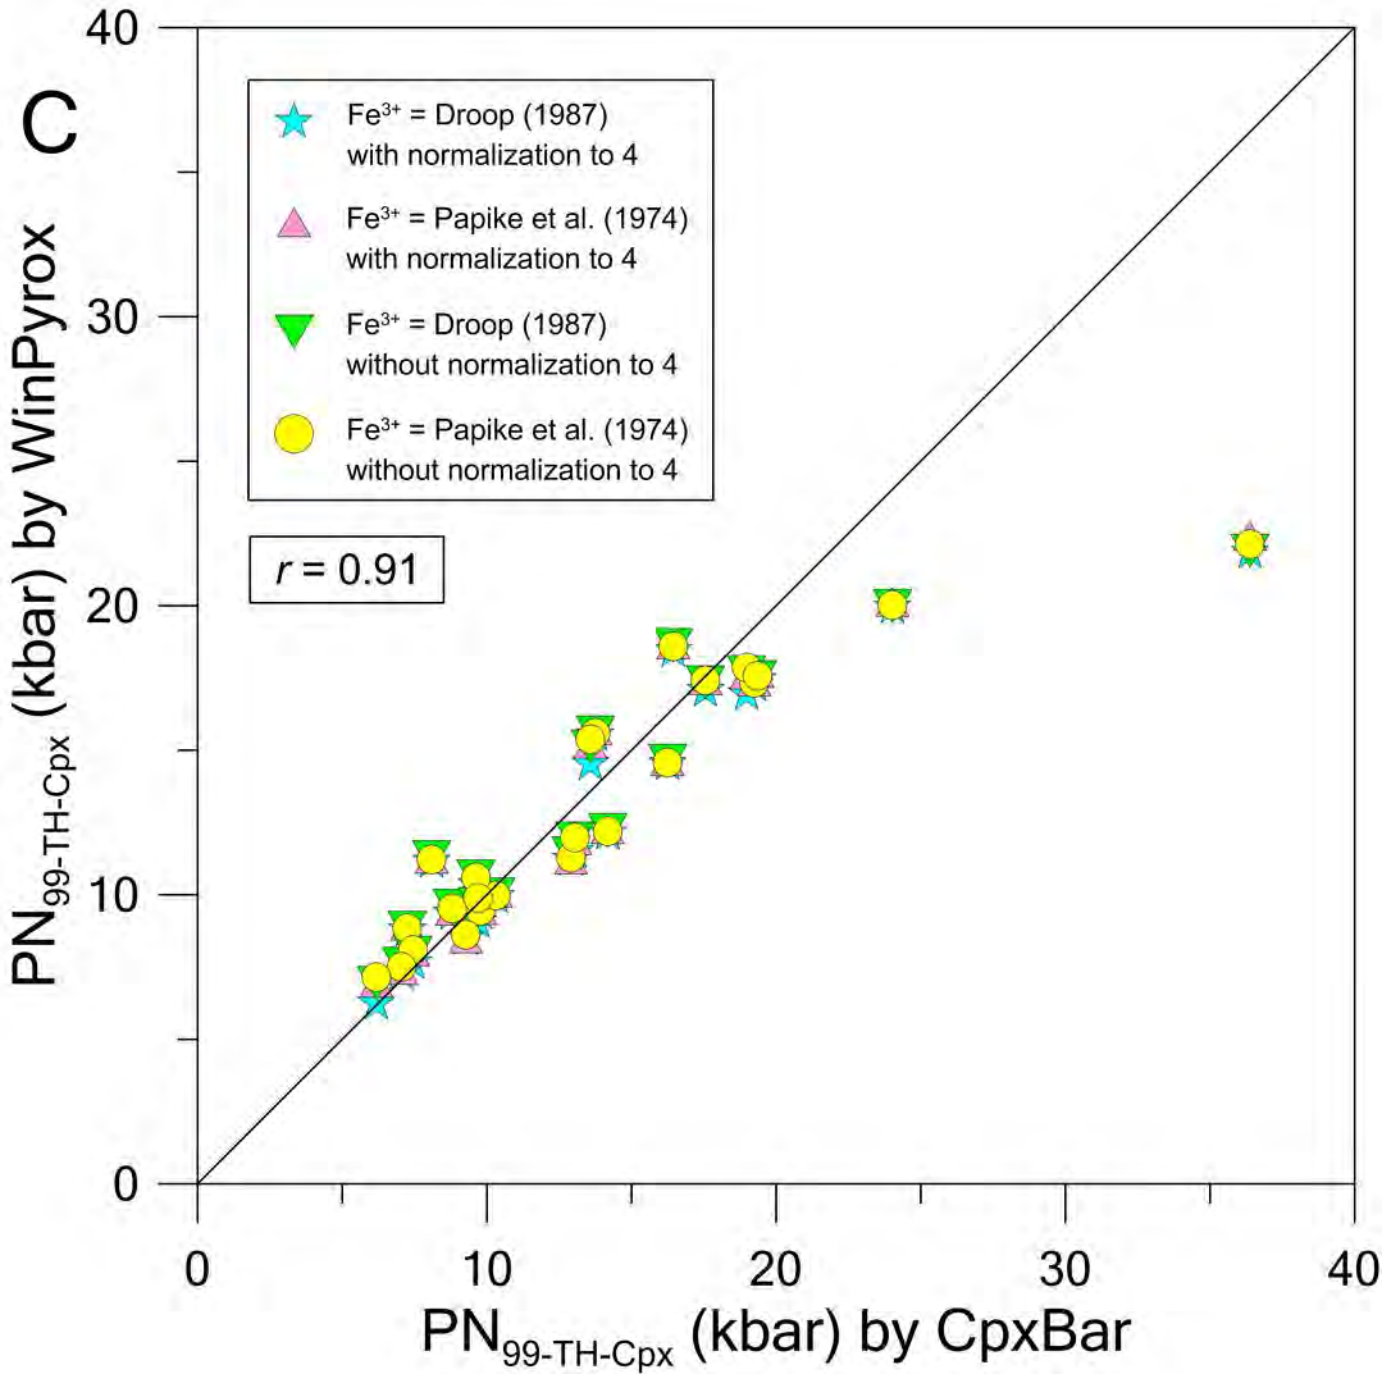 C
Fe³⁺ = Droop (1987)
with normalization to 4
Fe³⁺ = Papike et al. (1974)
with normalization to 4
Fe³⁺ = Droop (1987)
without normalization to 4
Fe³⁺ = Papike et al. (1974)
without normalization to 4
r = 0.91
PN99-TH-Cpx (kbar) by WinPyrox
40
30
20
10
0
0 10 20 30 40
PN99-TH-Cpx (kbar) by CpxBar